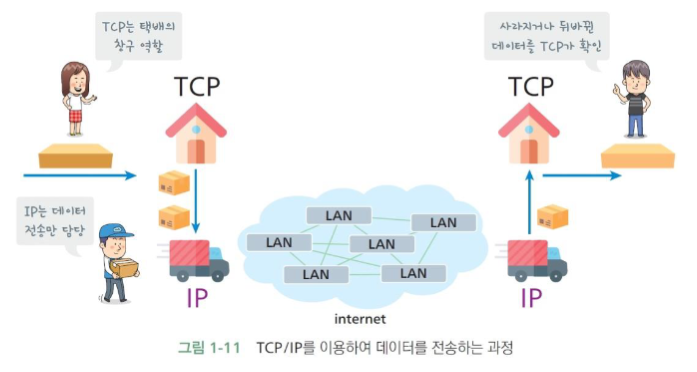 TCP는 택배의
창구 역할
사라지거나 뒤바뀐
데이터를 TCP가 확인
TCP
TCP
IP는 데이터
전송만 담당
LAN
LAN
LAN
LAN
LAN
LAN
IP
IP
internet
그림 1-11 TCP/IP를 이용하여 데이터를 전송하는 과정